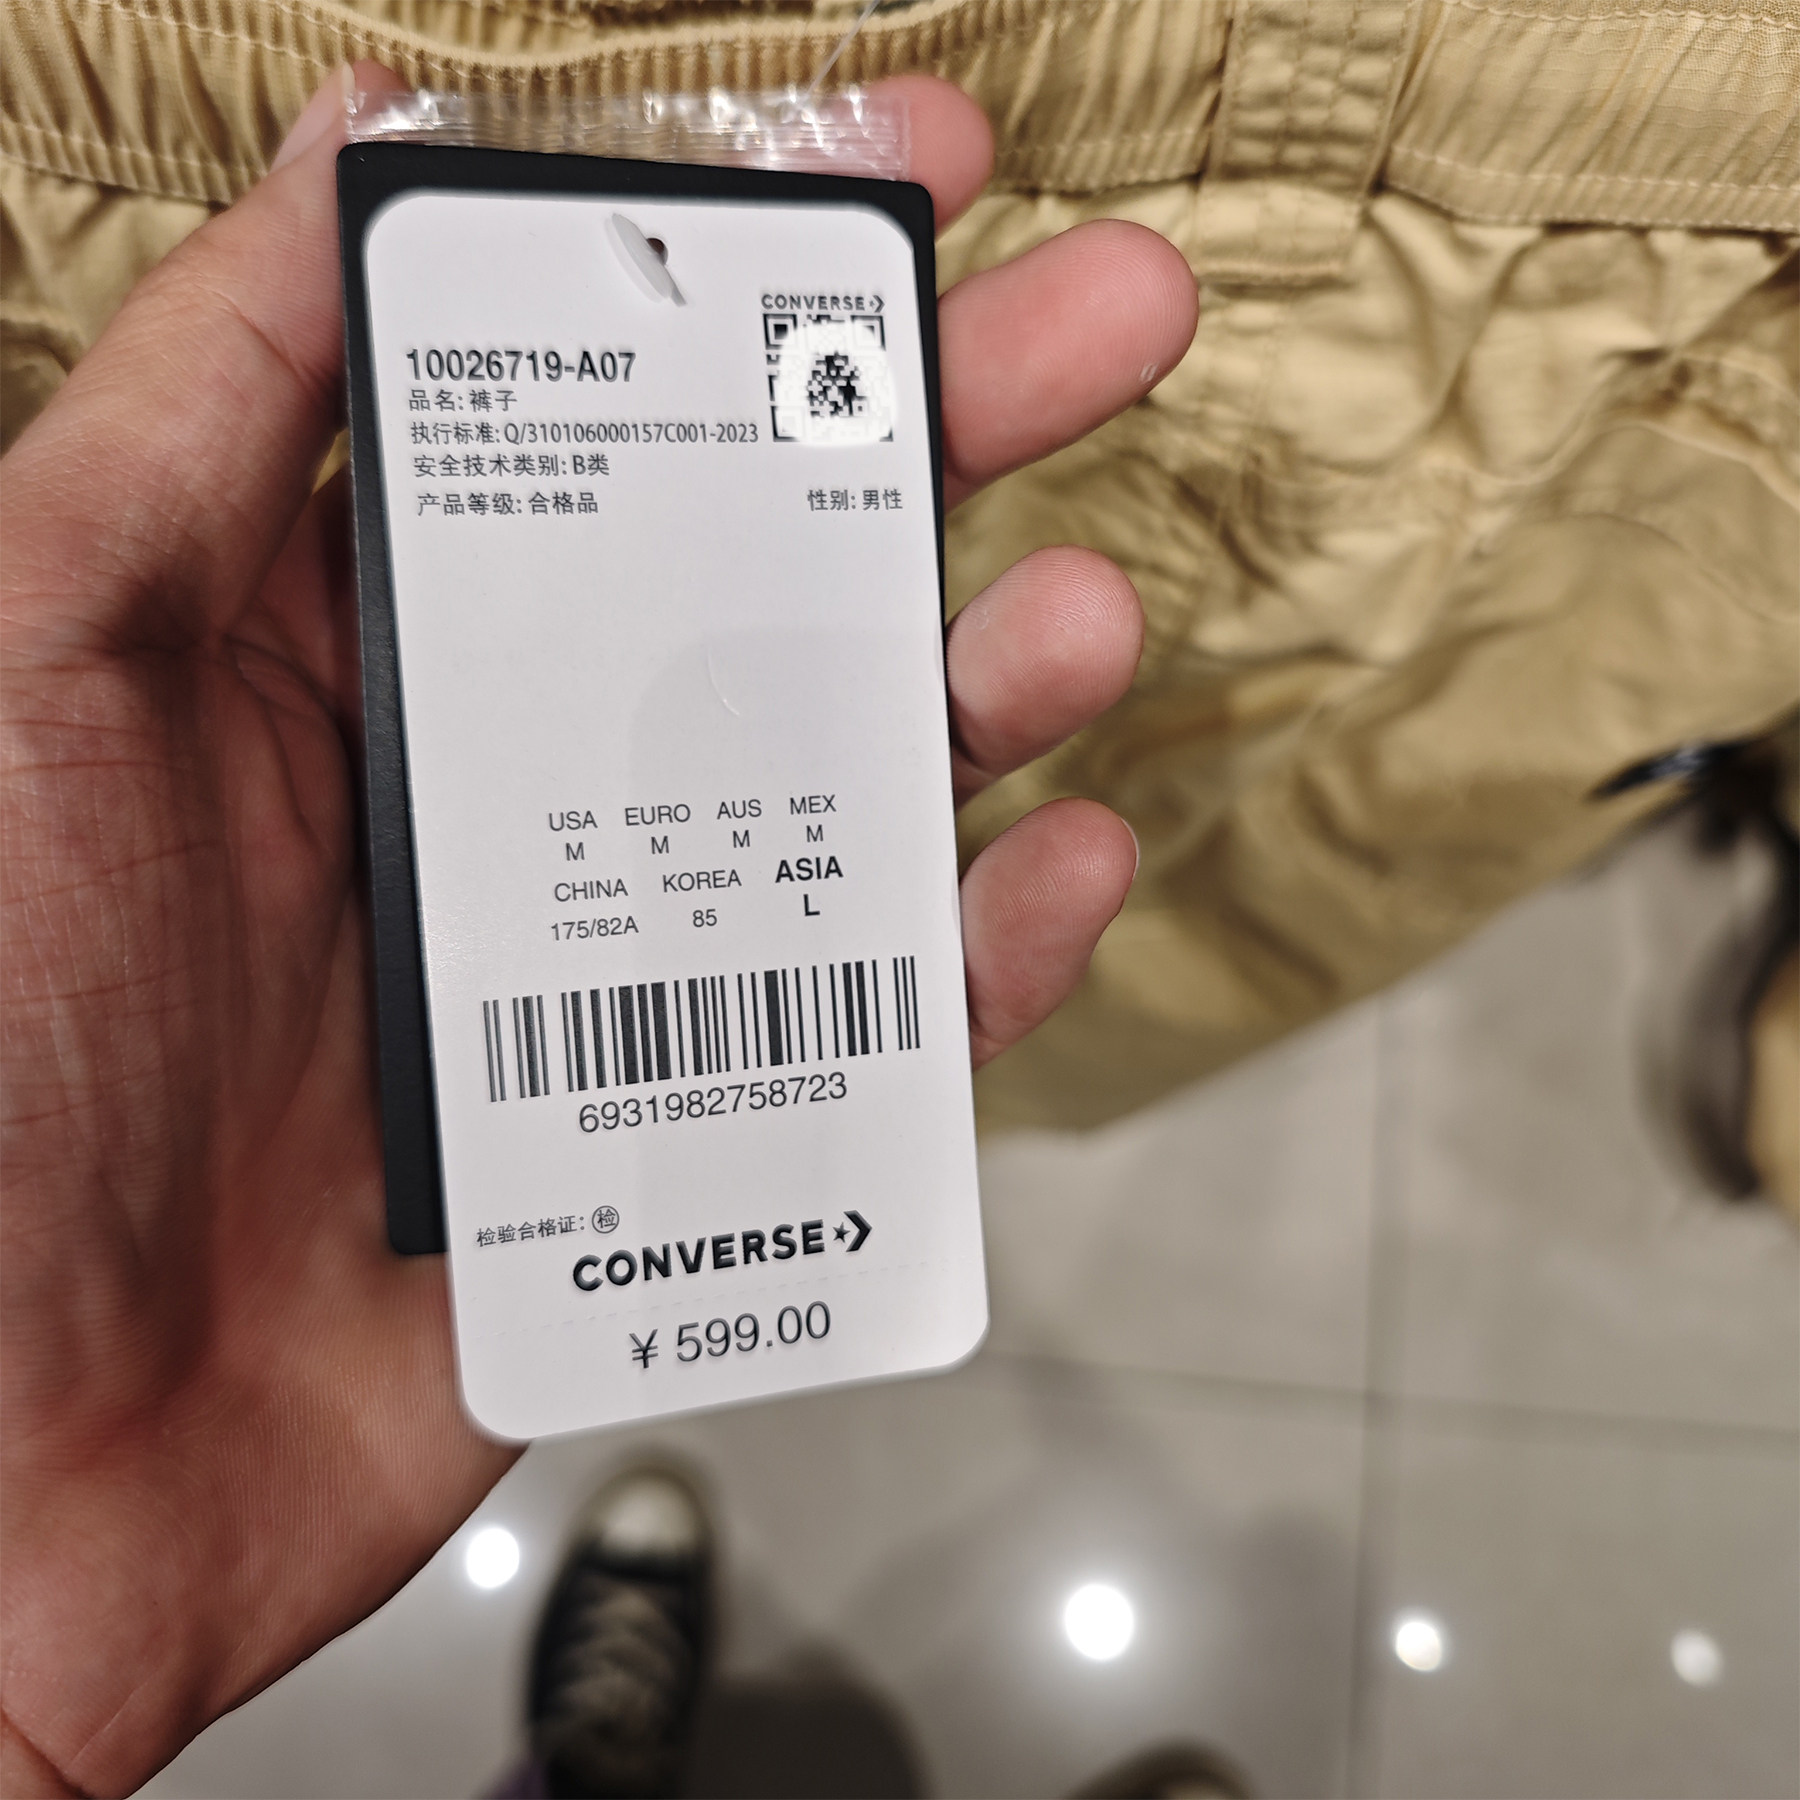 CONVERSE
10026719-A07
品名: 裤子
执行标准: Q/310106000157C001-2023
安全技术类别: B类
产品等级: 合格品 性别: 男性
USA EURO AUS MEX
M M M M
CHINA KOREA ASIA
175/82A 85 L
6931982758723
检验合格证: 检
CONVERSE
¥ 599.00